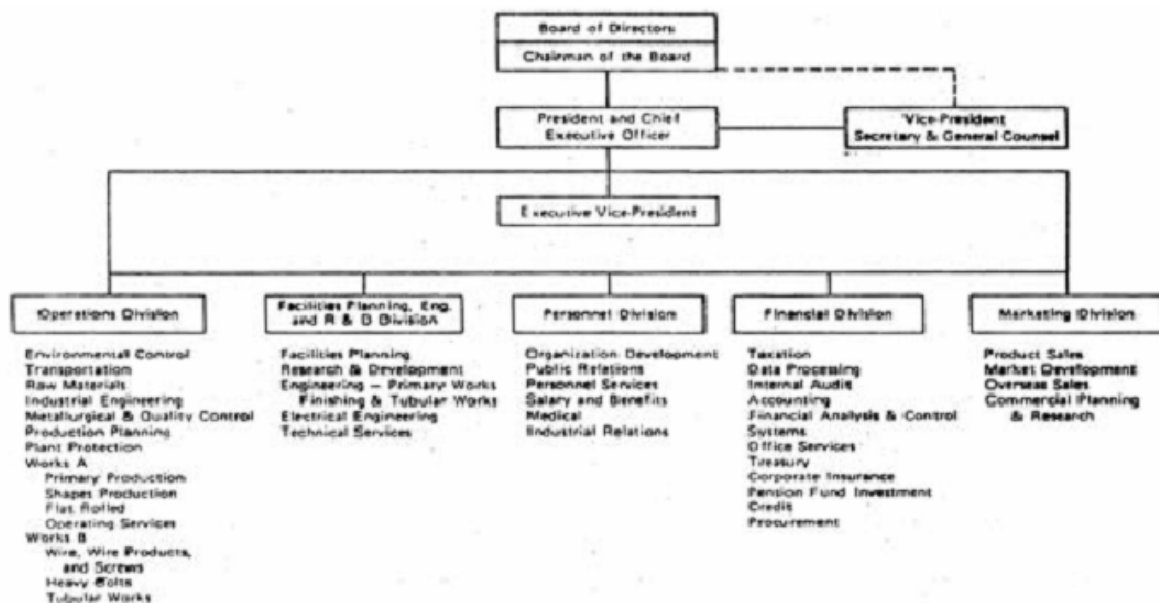 Board of Directors
Chairman of the Board
President and Chief
Executive Officer
Vice-President
Secretary & General Counsel
Executive Vice-President
Operations Division
Facilities Planning, Eng.
and R & D Division
Personnel Division
Financial Division
Marketing Division
Environmental Control
Transportation
Raw Materials
Industrial Engineering
Metallurgical & Quality Control
Production Planning
Plant Protection
Works A
Primary Production
Shapes Production
Flat Rolled
Operating Services
Works B
Wire, Wire Products,
and Screws
Heavy Bolts
Tubular Works
Facilities Planning
Research & Development
Engineering – Primary Works
Finishing & Tubular Works
Electrical Engineering
Technical Services
Organization Development
Public Relations
Personnel Services
Salary and Benefits
Medical
Industrial Relations
Taxation
Data Processing
Internal Audit
Accounting
Financial Analysis & Control
Systems
Office Services
Treasury
Corporate Insurance
Pension Fund Investment
Credit
Procurement
Product Sales
Market Development
Overseas Sales
Commercial Planning
& Research